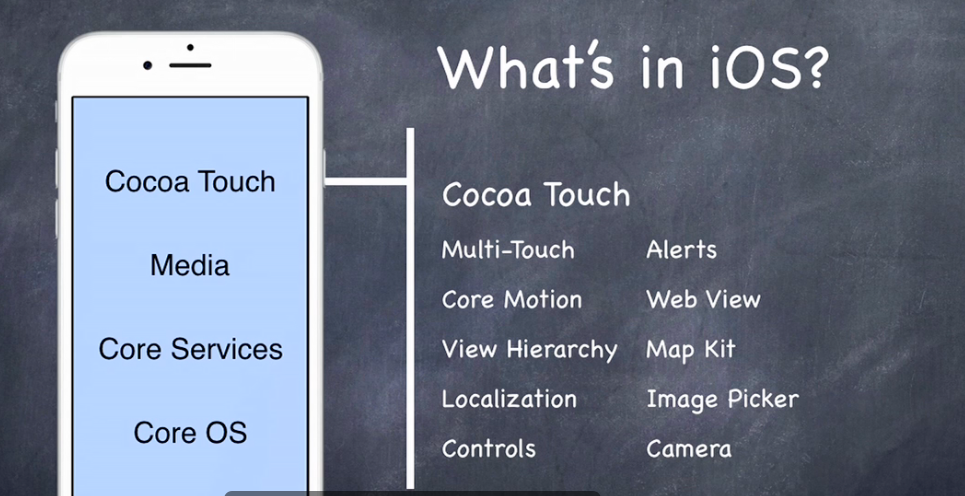 What's in iOS?
Cocoa Touch
Media
Core Services
Core OS
Cocoa Touch
Multi-Touch
Core Motion
View Hierarchy
Localization
Controls
Alerts
Web View
Map Kit
Image Picker
Camera